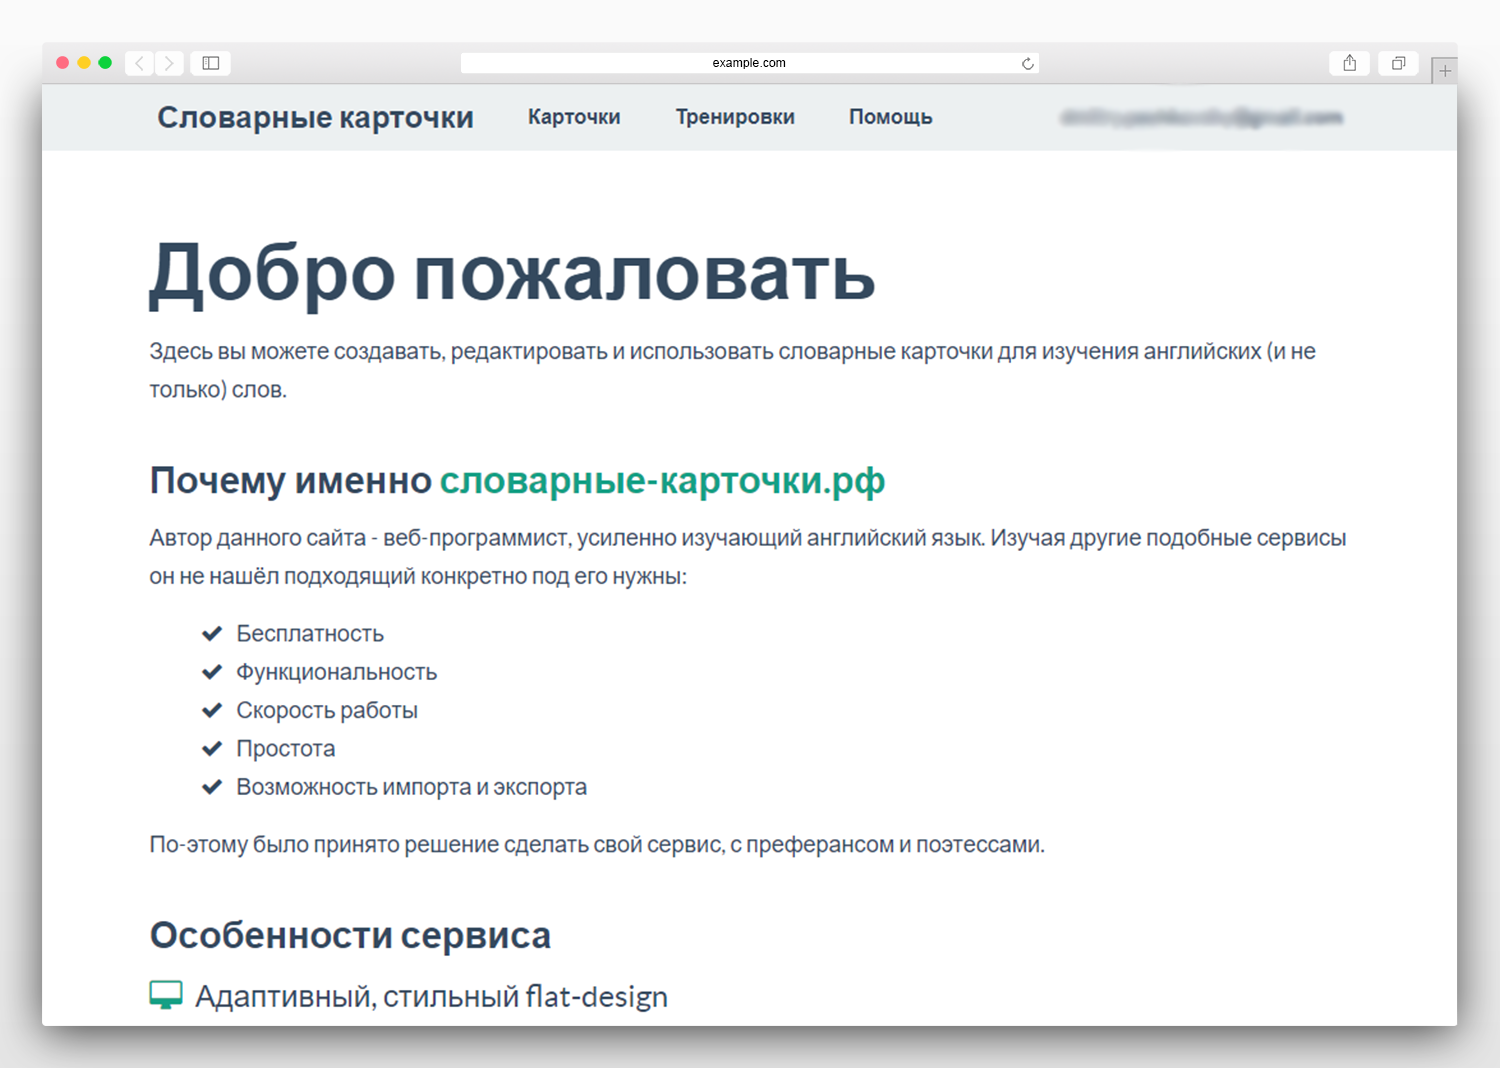 example.com
Словарные карточки Карточки Тренировки Помощь
Добро пожаловать
Здесь вы можете создавать, редактировать и использовать словарные карточки для изучения английских (и не
только) слов.
Почему именно словарные-карточки.рф
Автор данного сайта - веб-программист, усиленно изучающий английский язык. Изучая другие подобные сервисы
он не нашёл подходящий конкретно под его нужны:
Бесплатность
Функциональность
Скорость работы
Простота
Возможность импорта и экспорта
По-этому было принято решение сделать свой сервис, с преферансом и поэтессами.
Особенности сервиса
Адаптивный, стильный flat-design